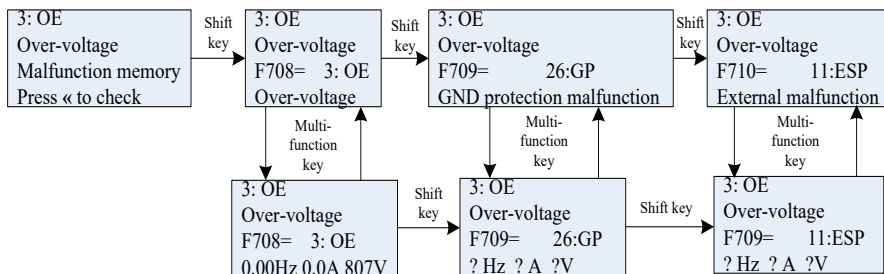 3: OE
Over-voltage
Malfunction memory
Press « to check
Shift
key
3: OE
Over-voltage
F708= 3: OE
Over-voltage
Shift
key
3: OE
Over-voltage
F709= 26:GP
GND protection malfunction
Shift
key
3: OE
Over-voltage
F710= 11:ESP
External malfunction
Multi-
function
key
Multi-
function
key
Multi-
function
key
3: OE
Over-voltage
F708= 3: OE
0.00Hz 0.0A 807V
Shift
key
3: OE
Over-voltage
F709= 26:GP
? Hz ? A ?V
Shift key
3: OE
Over-voltage
F709= 11:ESP
? Hz ? A ?V